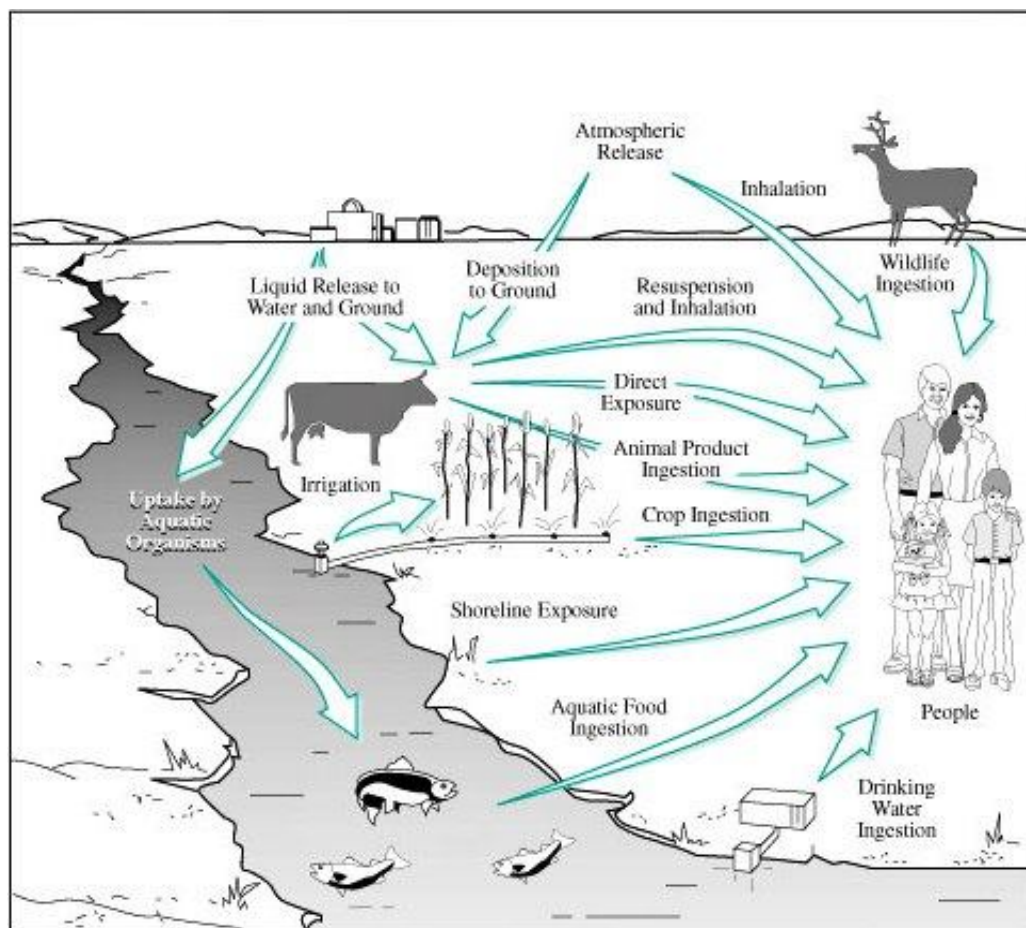 Atmospheric
Release
Inhalation
Wildlife
Ingestion
Liquid Release to
Water and Ground
Deposition
to Ground
Resuspension
and Inhalation
Direct
Exposure
Animal Product
Ingestion
Irrigation
Uptake by
Aquatic
Organisms
Crop Ingestion
Shoreline Exposure
Aquatic Food
Ingestion
People
Drinking
Water
Ingestion